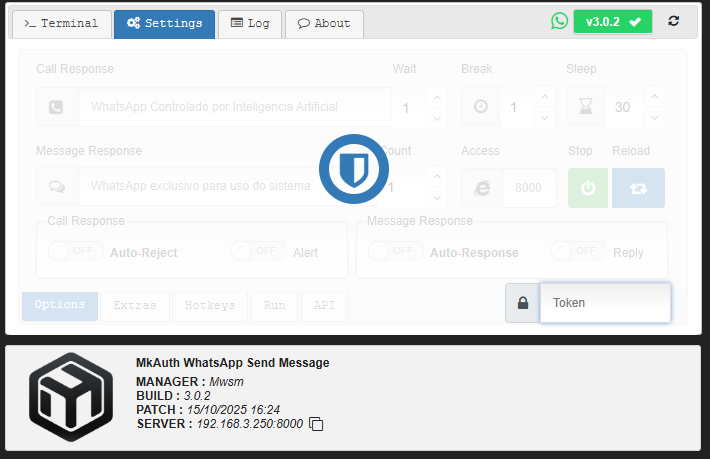 >_ Terminal Settings Log About v3.0.2
Call Response Wait Break Sleep
WhatsApp Controlado por Inteligencia Artificial 1 1 30
Message Response Count Access Stop Reload
WhatsApp exclusivo para uso do sistema 1 8000
Call Response Message Response
OFF Auto-Reject OFF Alert OFF Auto-Response OFF Reply
Options Extras Hotkeys Run API Token
MkAuth WhatsApp Send Message
MANAGER : Mwsm
BUILD : 3.0.2
PATCH : 15/10/2025 16:24
SERVER : 192.168.3.250:8000